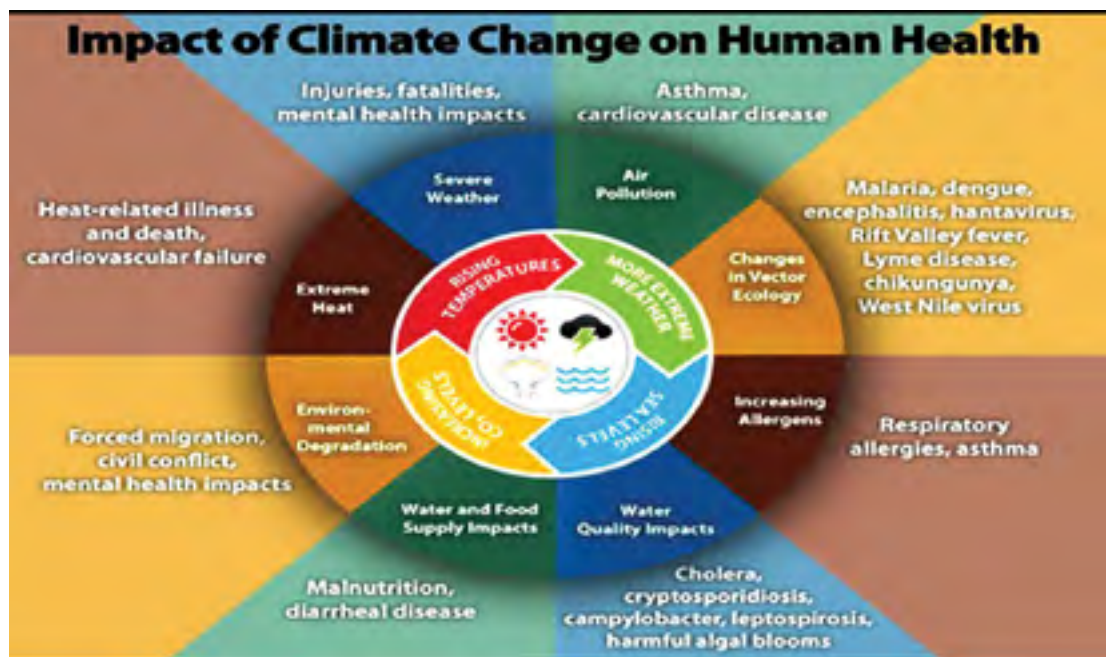 Impact of Climate Change on Human Health
Injuries, fatalities,
mental health impacts
Asthma,
cardiovascular disease
Severe
Weather
Air
Pollution
Heat-related illness
and death,
cardiovascular failure
Malaria, dengue,
encephalitis, hantavirus,
Rift Valley fever,
Lyme disease,
chikungunya,
West Nile virus
Extreme
Heat
Changes
in Vector
Ecology
RISING
TEMPERATURES
MORE EXTREME
WEATHER
INCREASING
CO₂ LEVELS
RISING
SEA LEVELS
Environ-
mental
Degradation
Increasing
Allergens
Forced migration,
civil conflict,
mental health impacts
Respiratory
allergies, asthma
Water and Food
Supply Impacts
Water
Quality Impacts
Malnutrition,
diarrheal disease
Cholera,
cryptosporidiosis,
campylobacter, leptospirosis,
harmful algal blooms